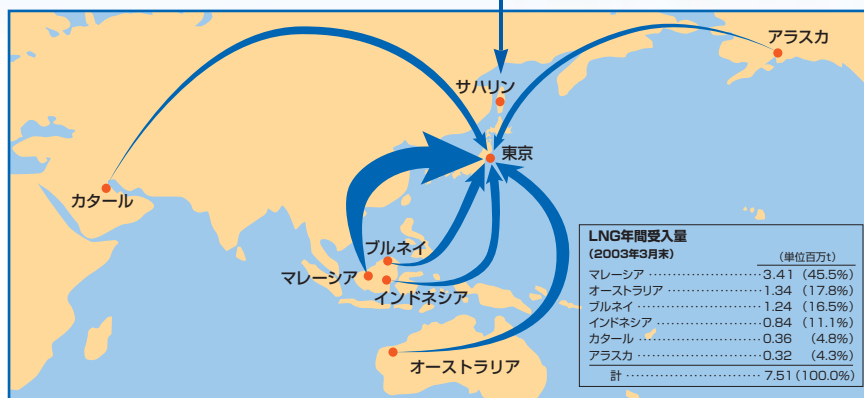 アラスカ
サハリン
東京
カタール
ブルネイ
マレーシア
インドネシア
オーストラリア
LNG年間受入量
(2003年3月末) (単位百万t)
マレーシア ………………… 3.41 (45.5%)
オーストラリア ………………… 1.34 (17.8%)
ブルネイ ………………… 1.24 (16.5%)
インドネシア ………………… 0.84 (11.1%)
カタール ………………… 0.36 (4.8%)
アラスカ ………………… 0.32 (4.3%)
計 ………………… 7.51 (100.0%)